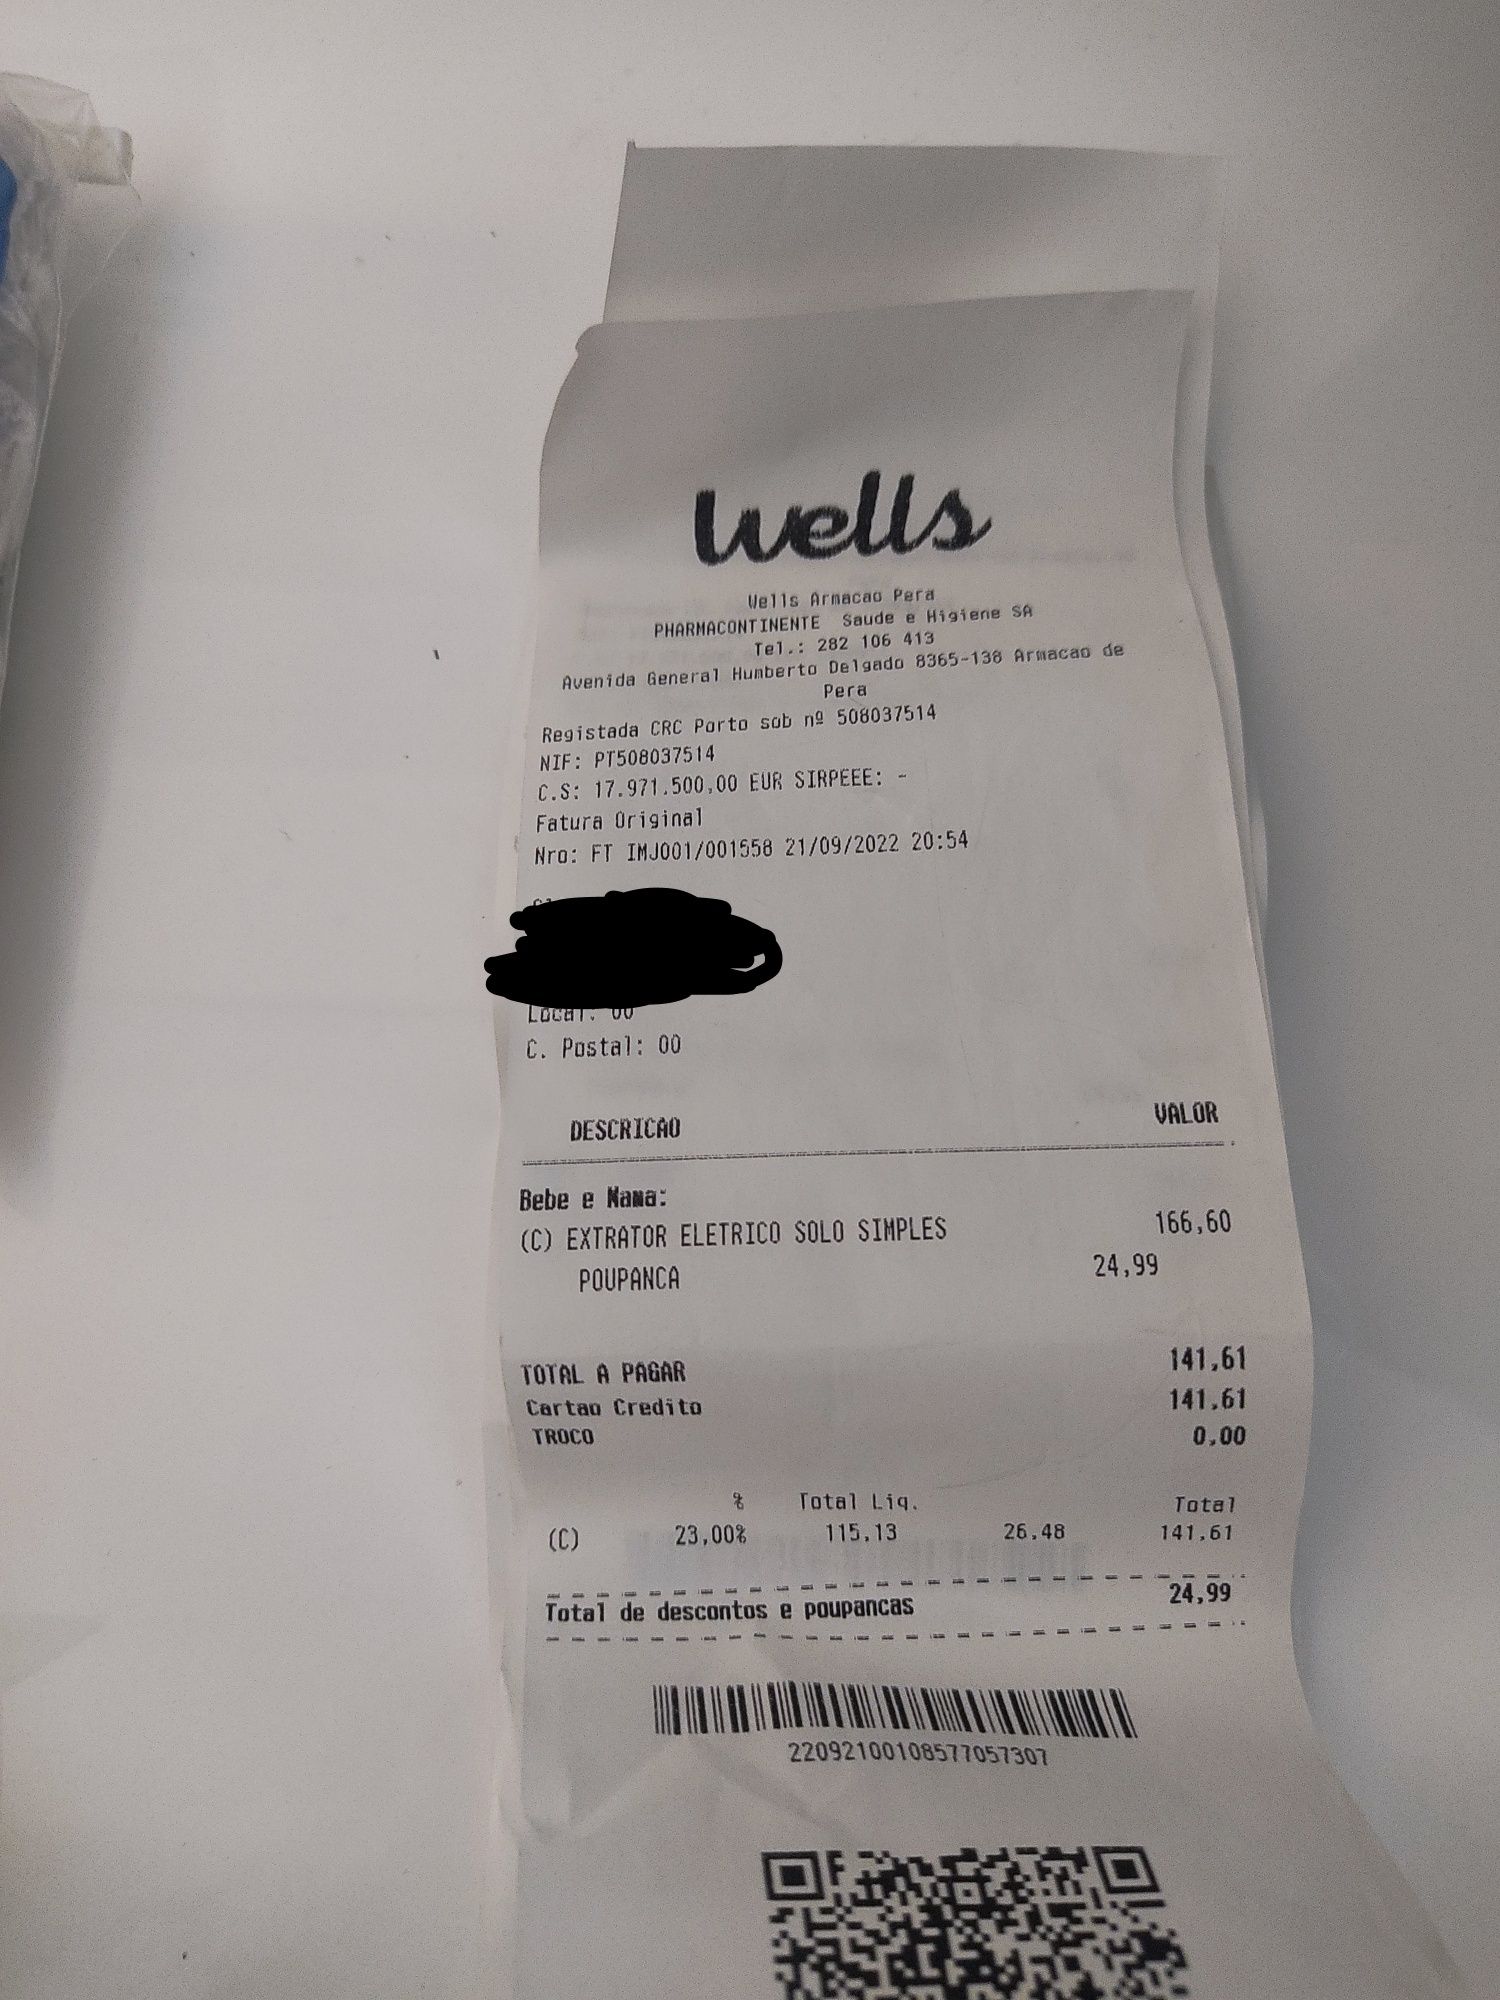 wells
Wells Armacao Pera
PHARMACONTINENTE Saude e Higiene SA
Tel.: 282 106 413
Avenida General Humberto Delgado 8365-138 Armacao de
Pera
Registada CRC Porto sob nº 508037514
NIF: PT508037514
C.S: 17.971.500,00 EUR SIRPEEE: -
Fatura Original
Nro: FT IMJ001/001558 21/09/2022 20:54
Local: 00
C. Postal: 00
DESCRICAO VALOR
Bebe e Mama:
(C) EXTRATOR ELETRICO SOLO SIMPLES 166,60
POUPANCA 24,99
TOTAL A PAGAR 141,61
Cartao Credito 141,61
TROCO 0,00
% Total Liq. Total
(C) 23,00% 115,13 26,48 141,61
Total de descontos e poupancas 24,99
22092100108577057307